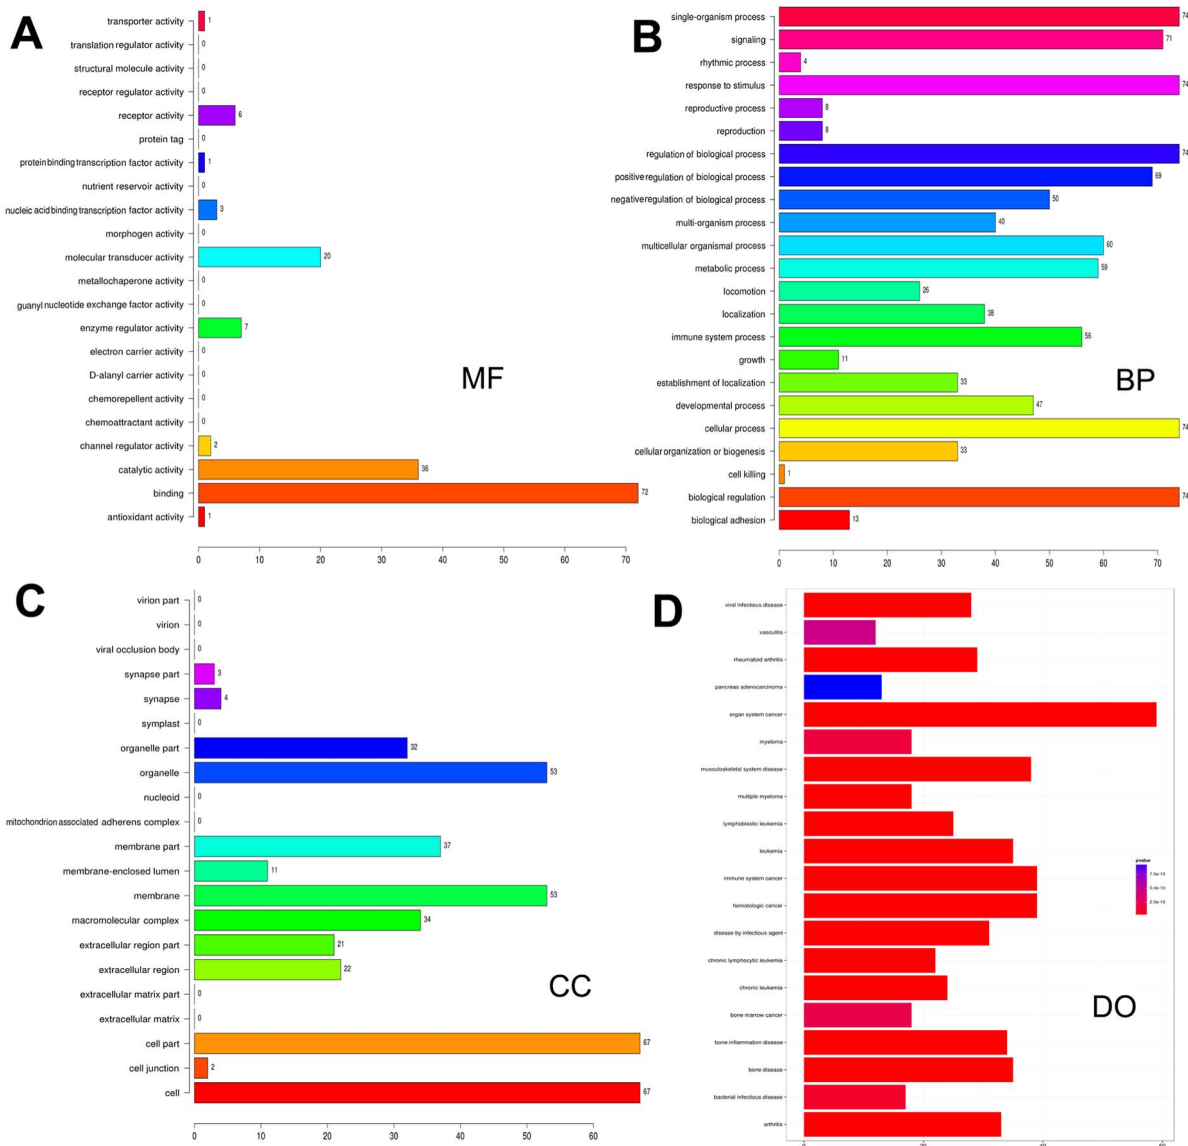 A
transporter activity 1
translation regulator activity 0
structural molecule activity 0
receptor regulator activity 0
receptor activity 6
protein tag 0
protein binding transcription factor activity 1
nutrient reservoir activity 0
nucleic acid binding transcription factor activity 3
morphogen activity 0
molecular transducer activity 20
metallochaperone activity 0
guanyl nucleotide exchange factor activity 0
enzyme regulator activity 7
electron carrier activity 0
D-alanyl carrier activity 0
chemorepellent activity 0
chemoattractant activity 0
channel regulator activity 2
catalytic activity 36
binding 72
antioxidant activity 1
MF
0 10 20 30 40 50 60 70
B
single-organism process 74
signaling 71
rhythmic process 4
response to stimulus 74
reproductive process 8
reproduction 8
regulation of biological process 74
positive regulation of biological process 69
negative regulation of biological process 50
multi-organism process 40
multicellular organismal process 60
metabolic process 59
locomotion 26
localization 38
immune system process 56
growth 11
establishment of localization 33
developmental process 47
cellular process 74
cellular organization or biogenesis 33
cell killing 1
biological regulation 74
biological adhesion 13
BP
0 10 20 30 40 50 60 70
C
virion part 0
virion 0
viral occlusion body 0
synapse part 3
synapse 4
symplast 0
organelle part 32
organelle 53
nucleoid 0
mitochondrion associated adherens complex 0
membrane part 37
membrane-enclosed lumen 11
membrane 53
macromolecular complex 34
extracellular region part 21
extracellular region 22
extracellular matrix part 0
extracellular matrix 0
cell part 67
cell junction 2
cell 67
CC
0 10 20 30 40 50 60
D
viral infectious disease
vasculitis
rheumatoid arthritis
pancreas adenocarcinoma
organ system cancer
myeloma
musculoskeletal system disease
multiple myeloma
lymphoblastic leukemia
leukemia
immune system cancer
hematologic cancer
disease by infectious agent
chronic lymphocytic leukemia
chronic leukemia
bone marrow cancer
bone inflammation disease
bone disease
bacterial infectious disease
arthritis
pvalue
7.5e-10
5.0e-10
2.5e-10
DO